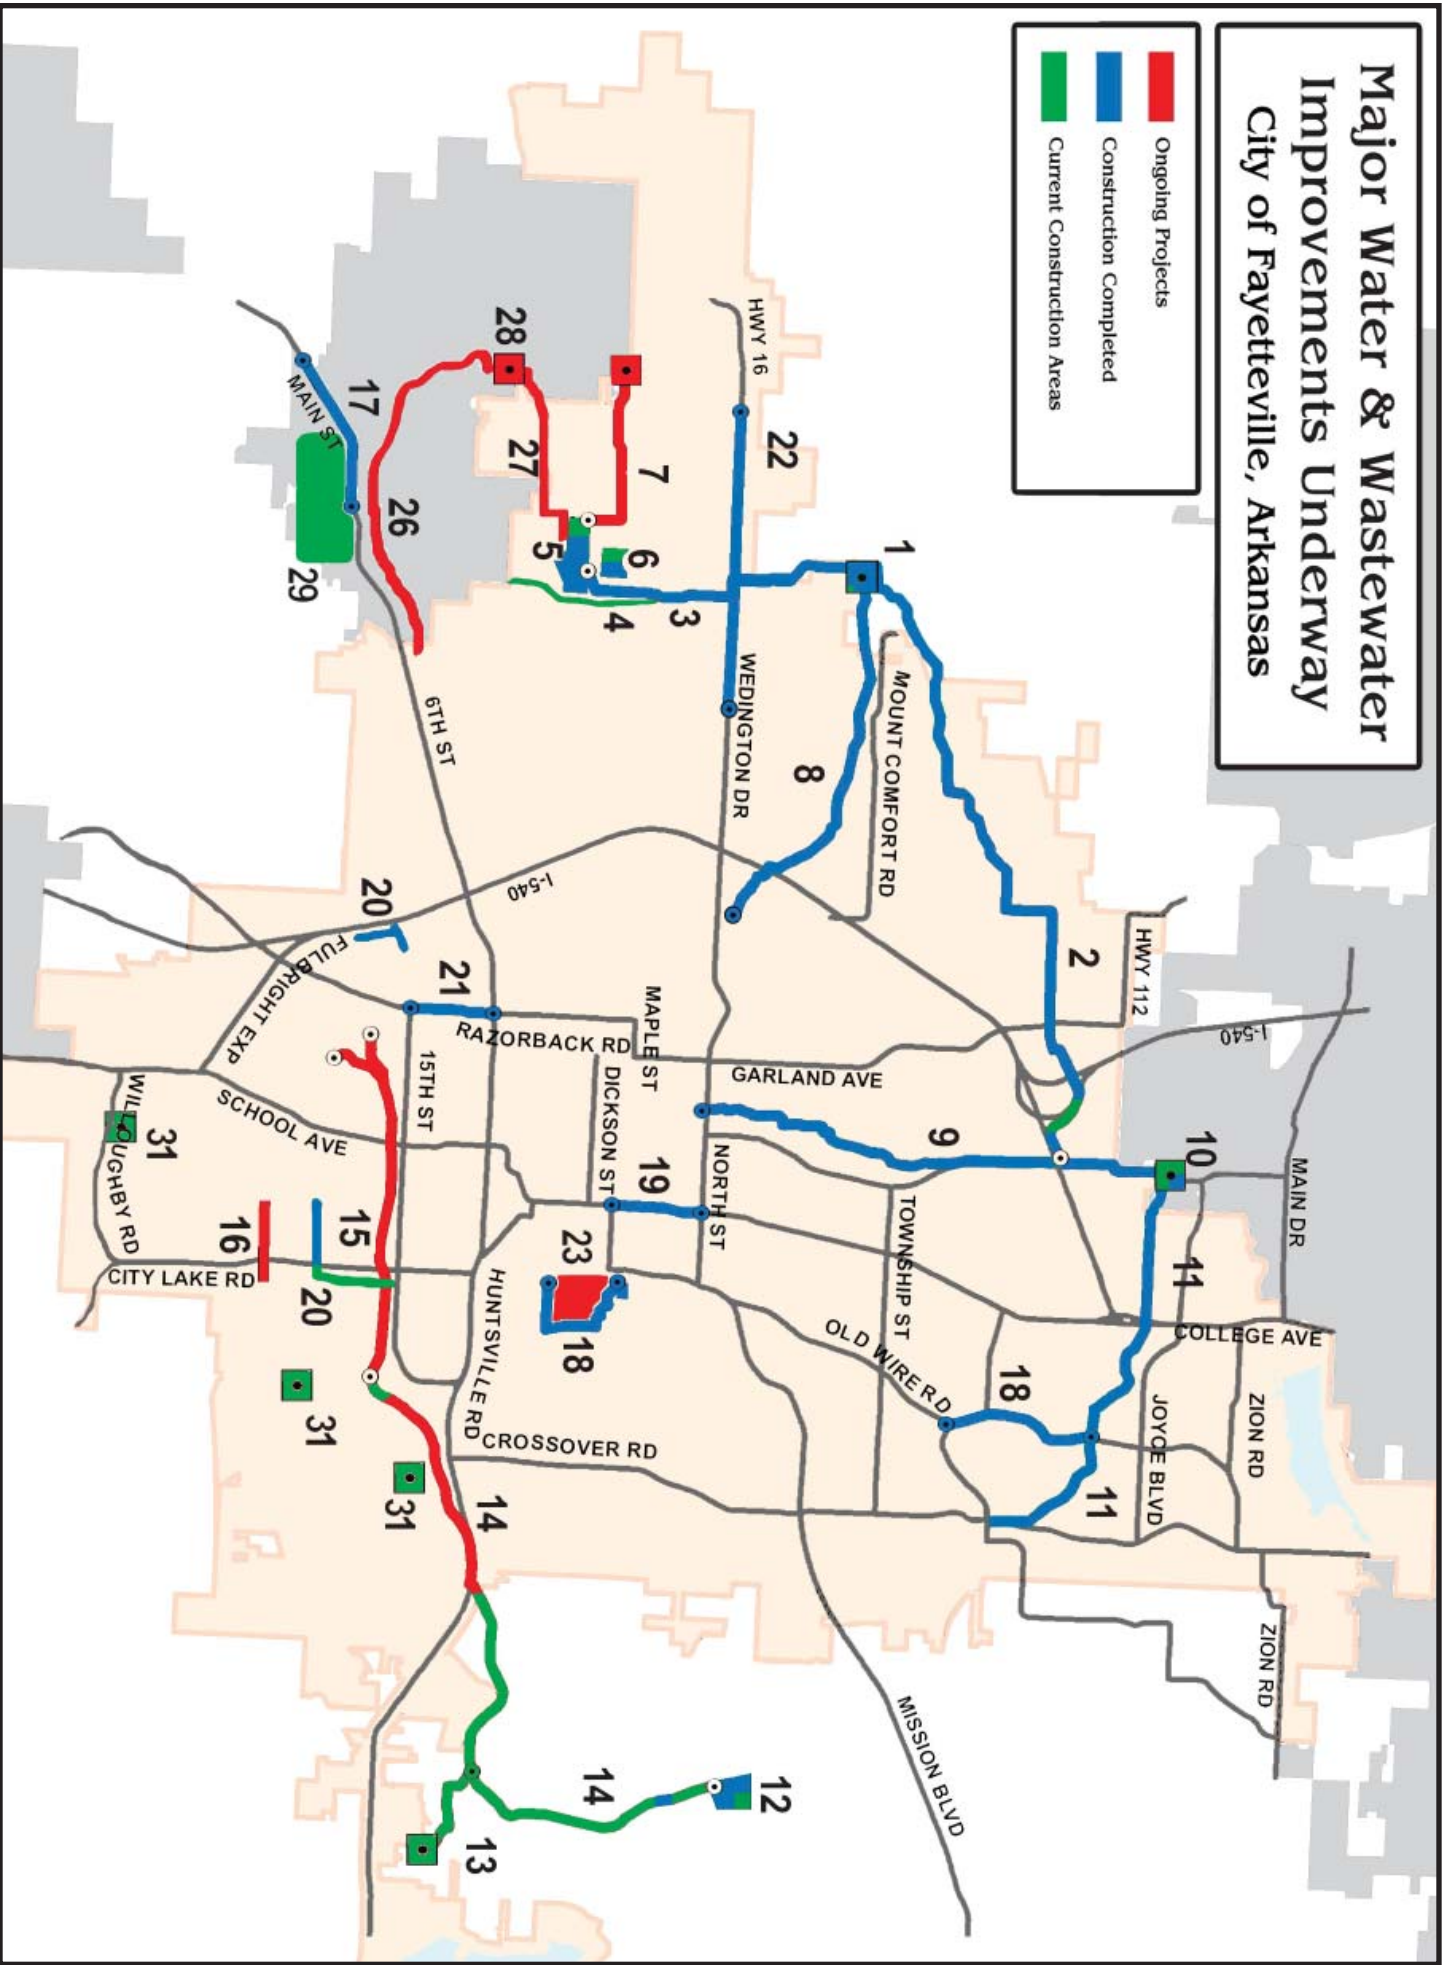 Major Water & Wastewater
Improvements Underway
City of Fayetteville, Arkansas
Ongoing Projects
Construction Completed
Current Construction Areas
MAIN DR
ZION RD
ZION RD
COLLEGE AVE
JOYCE BLVD
I-540
HWY 112
10
11
11
2
1
9
18
MOUNT COMFORT RD
TOWNSHIP ST
OLD WIRE RD
MISSION BLVD
8
HWY 16
22
WEDINGTON DR
GARLAND AVE
NORTH ST
12
7
6
3
4
5
MAPLE ST
19
DICKSON ST
CROSSOVER RD
23
18
14
28
27
I-540
RAZORBACK RD
HUNTSVILLE RD
14
13
6TH ST
21
15TH ST
26
17
20
31
MAIN ST
29
FULBRIGHT EXP
SCHOOL AVE
15
20
31
16
CITY LAKE RD
31
WILLOUGHBY RD